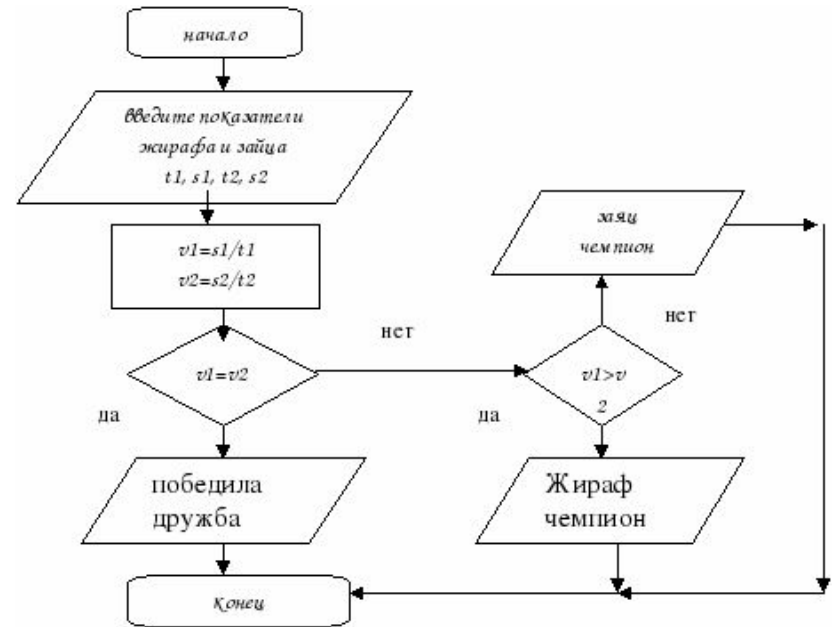 начало
введите показатели
жирафа и зайца
t1, s1, t2, s2
v1=s1/t1
v2=s2/t2
заяц
чемпион
нет
нет
v1=v2
v1>v
2
да
да
победила
дружба
Жираф
чемпион
конец